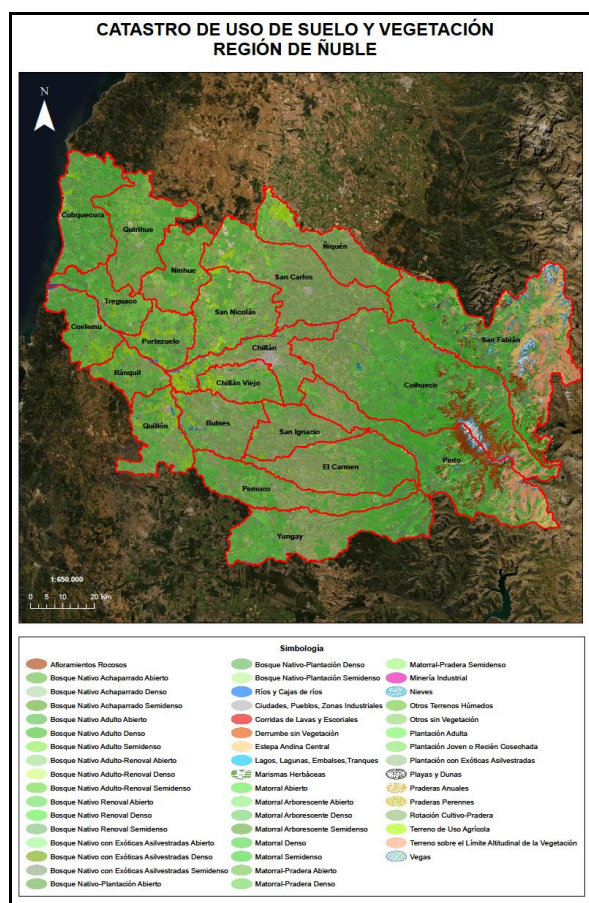 CATASTRO DE USO DE SUELO Y VEGETACIÓN
REGIÓN DE ÑUBLE
N
Cobquecura
Quirihue
Ninhue
Ñiquén
San Carlos
Treguaco
San Nicolás
Coelemu
Portezuelo
San Fabián
Chillán
Ránquil
Chillán Viejo
Coihueco
Quillón
Bulnes
San Ignacio
El Carmen
Pinto
Pemuco
Yungay
1:650.000
0 5 10 20 Km
Simbología
Afloramientos Rocosos
Bosque Nativo Achaparrado Abierto
Bosque Nativo Achaparrado Denso
Bosque Nativo Achaparrado Semidenso
Bosque Nativo Adulto Abierto
Bosque Nativo Adulto Denso
Bosque Nativo Adulto Semidenso
Bosque Nativo Adulto-Renoval Abierto
Bosque Nativo Adulto-Renoval Denso
Bosque Nativo Adulto-Renoval Semidenso
Bosque Nativo Renoval Abierto
Bosque Nativo Renoval Denso
Bosque Nativo Renoval Semidenso
Bosque Nativo con Exóticas Asilvestradas Abierto
Bosque Nativo con Exóticas Asilvestradas Denso
Bosque Nativo con Exóticas Asilvestradas Semidenso
Bosque Nativo-Plantación Abierto
Bosque Nativo-Plantación Denso
Bosque Nativo-Plantación Semidenso
Ríos y Cajas de ríos
Ciudades, Pueblos, Zonas Industriales
Corridas de Lavas y Escoriales
Derrumbe sin Vegetación
Estepa Andina Central
Lagos, Lagunas, Embalses,Tranques
Marismas Herbáceas
Matorral Abierto
Matorral Arborescente Abierto
Matorral Arborescente Denso
Matorral Arborescente Semidenso
Matorral Denso
Matorral Semidenso
Matorral-Pradera Abierto
Matorral-Pradera Denso
Matorral-Pradera Semidenso
Minería Industrial
Nieves
Otros Terrenos Húmedos
Otros sin Vegetación
Plantación Adulta
Plantación Joven o Recién Cosechada
Plantación con Exóticas Asilvestradas
Playas y Dunas
Praderas Anuales
Praderas Perennes
Rotación Cultivo-Pradera
Terreno de Uso Agrícola
Terreno sobre el Límite Altitudinal de la Vegetación
Vegas